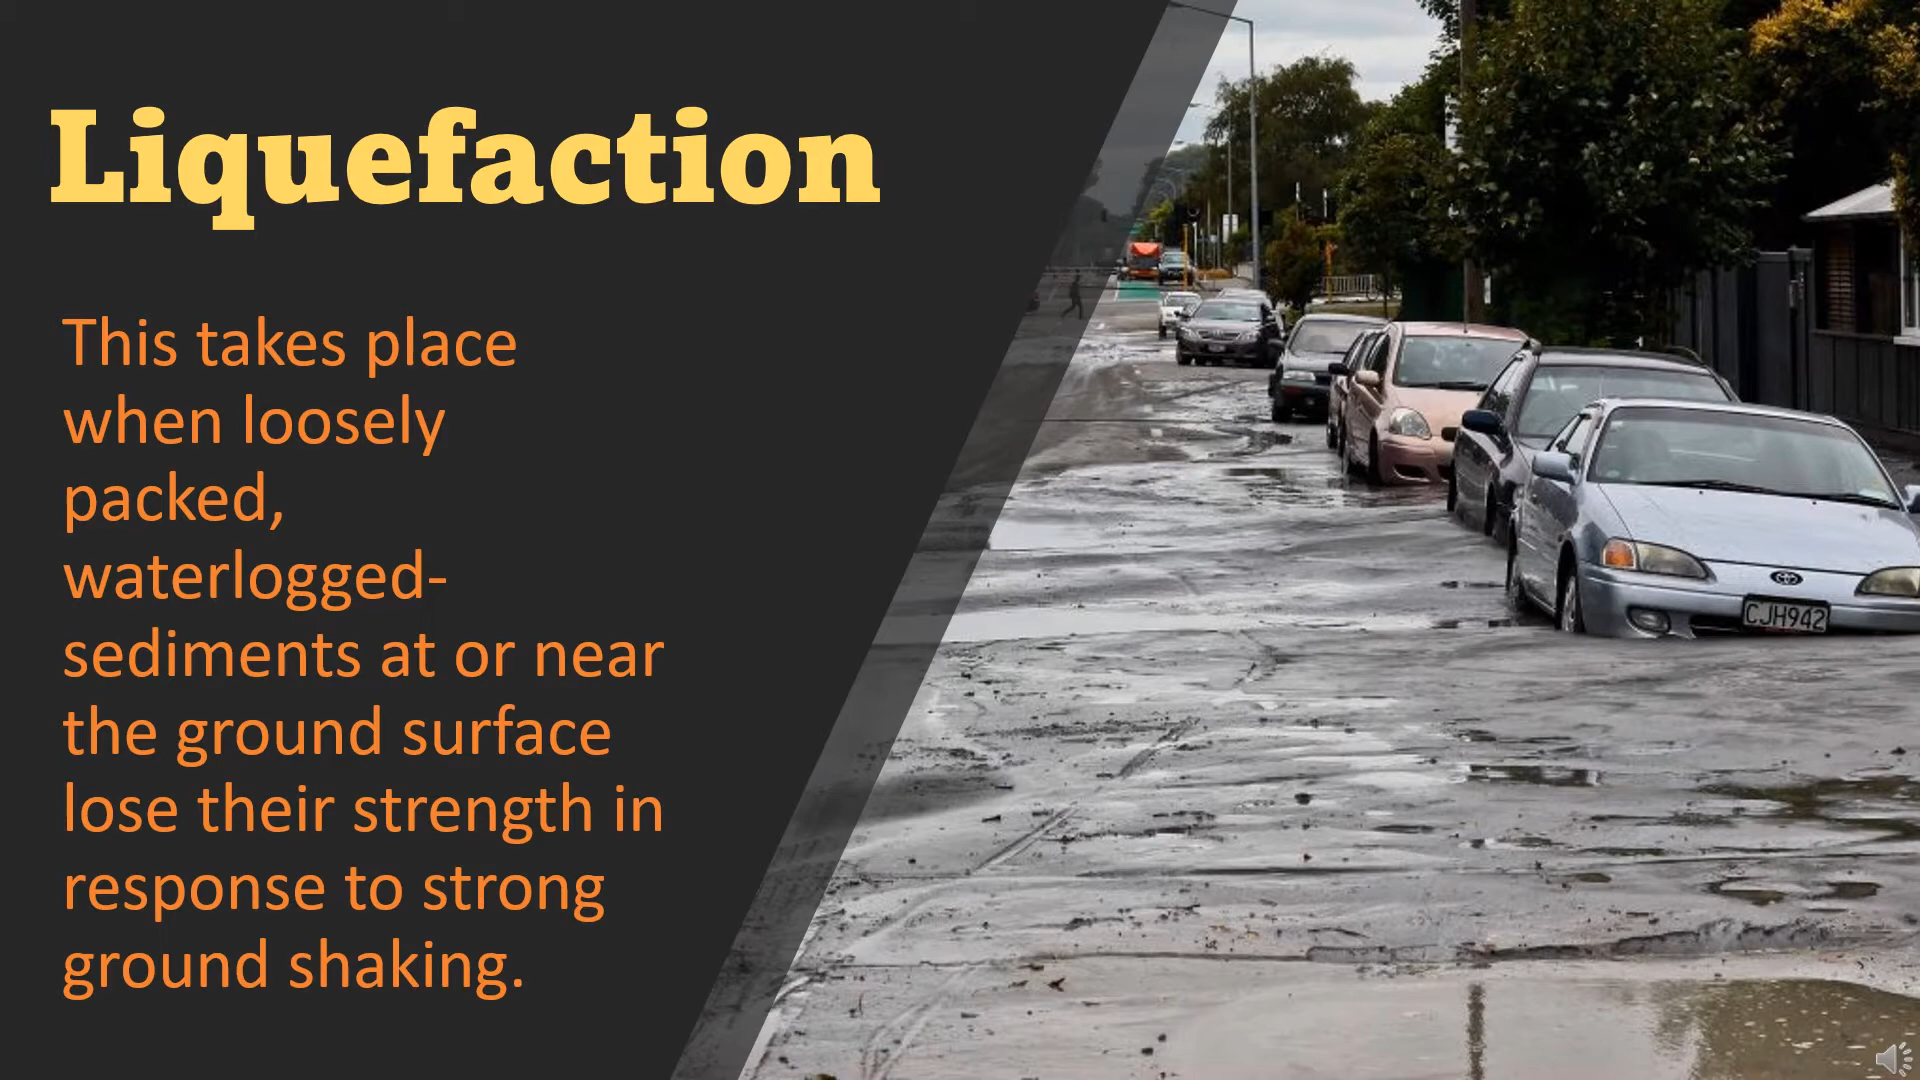 Liquefaction
This takes place
when loosely
packed,
waterlogged-
sediments at or near
the ground surface
lose their strength in
response to strong
ground shaking.
CJH942